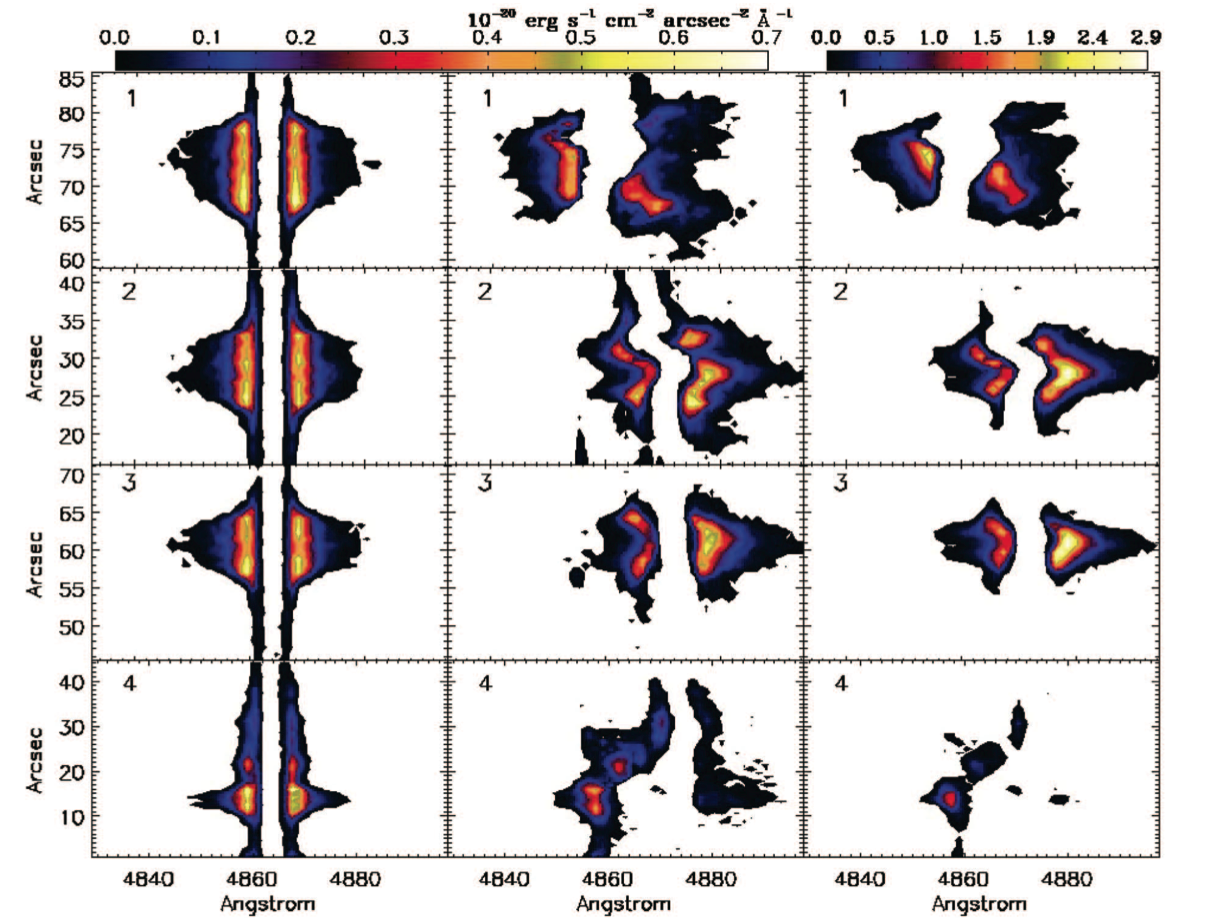 10⁻²⁰ erg s⁻¹ cm⁻² arcsec⁻² Å⁻¹
0.0 0.1 0.2 0.3 0.4 0.5 0.6 0.7
0.0 0.5 1.0 1.5 1.9 2.4 2.9
85
80
75
70
65
60
Arcsec
1 1 1
40
35
30
25
20
Arcsec
2 2 2
70
65
60
55
50
Arcsec
3 3 3
40
30
20
10
Arcsec
4 4 4
4840 4860 4880 4840 4860 4880 4840 4860 4880
Angstrom Angstrom Angstrom